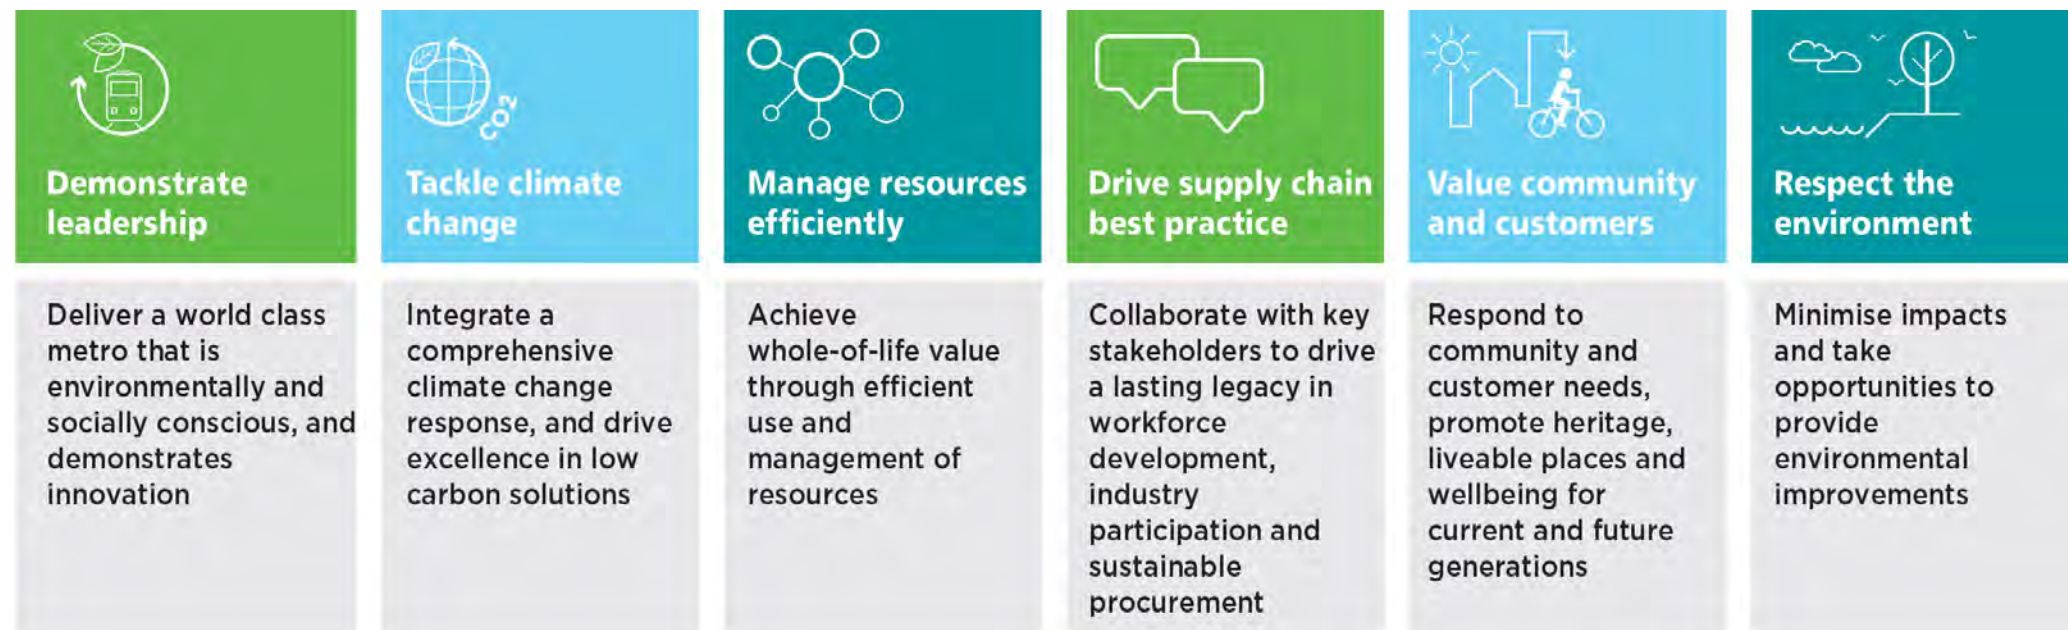 CO2
Demonstrate
leadership
Deliver a world class
metro that is
environmentally and
socially conscious, and
demonstrates
innovation
Tackle climate
change
Integrate a
comprehensive
climate change
response, and drive
excellence in low
carbon solutions
Manage resources
efficiently
Achieve
whole-of-life value
through efficient
use and
management of
resources
Drive supply chain
best practice
Collaborate with key
stakeholders to drive
a lasting legacy in
workforce
development,
industry
participation and
sustainable
procurement
Value community
and customers
Respond to
community and
customer needs,
promote heritage,
liveable places and
wellbeing for
current and future
generations
Respect the
environment
Minimise impacts
and take
opportunities to
provide
environmental
improvements